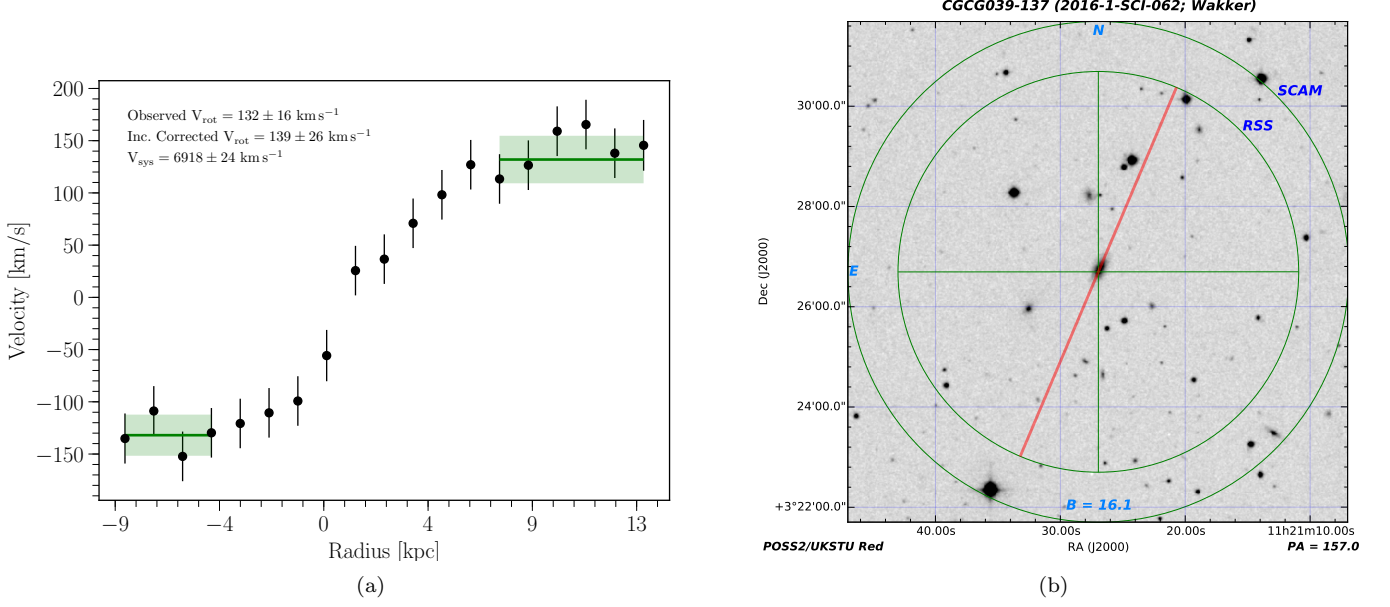 CGCG039-137 (2016-1-SCI-062; Wakker)
200
150
100
50
0
−50
−100
−150
Velocity [km/s]
Observed Vrot = 132 ± 16 km s−1
Inc. Corrected Vrot = 139 ± 26 km s−1
Vsys = 6918 ± 24 km s−1
−9 −4 0 4 9 13
Radius [kpc]
(a)
N
SCAM
RSS
E
B = 16.1
30'00.0"
28'00.0"
26'00.0"
24'00.0"
+3°22'00.0"
Dec (J2000)
40.00s 30.00s 20.00s 11h21m10.00s
POSS2/UKSTU Red RA (J2000) PA = 157.0
(b)